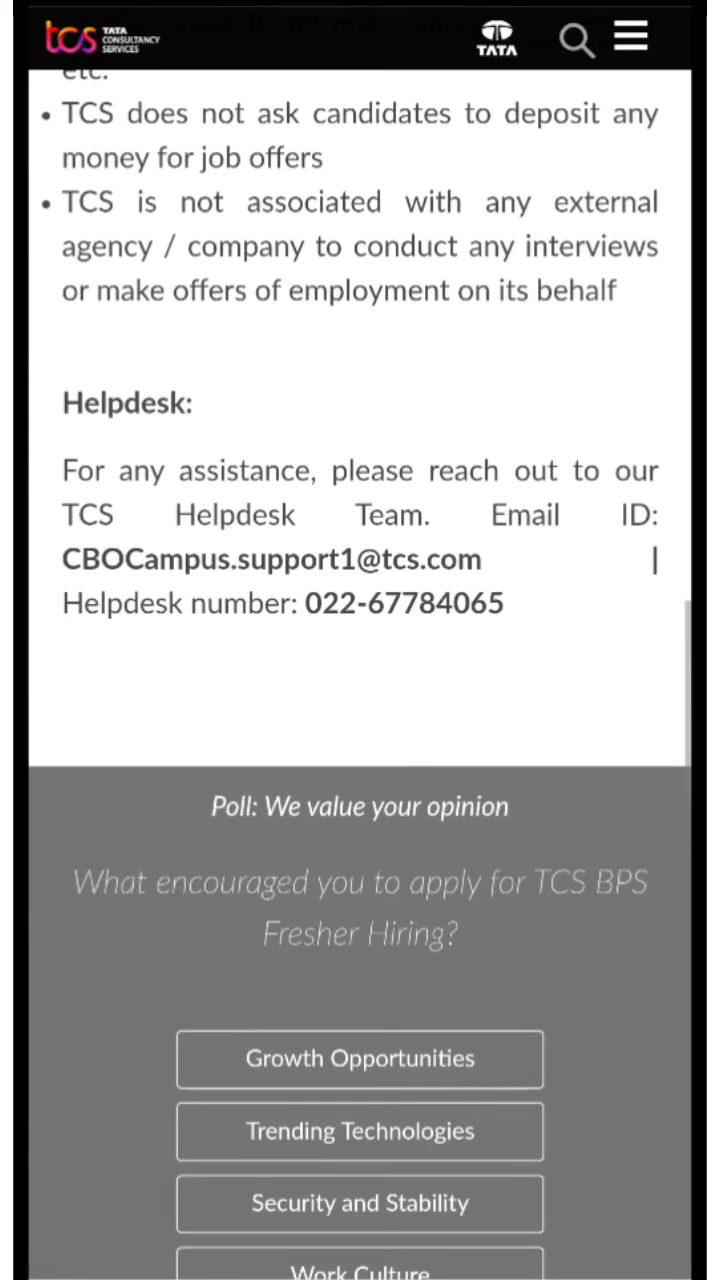 tcs TATA
CONSULTANCY
SERVICES
TATA
etc.
• TCS does not ask candidates to deposit any
money for job offers
• TCS is not associated with any external
agency / company to conduct any interviews
or make offers of employment on its behalf
Helpdesk:
For any assistance, please reach out to our
TCS Helpdesk Team. Email ID:
CBOCampus.support1@tcs.com |
Helpdesk number: 022-67784065
Poll: We value your opinion
What encouraged you to apply for TCS BPS
Fresher Hiring?
Growth Opportunities
Trending Technologies
Security and Stability
Work Culture